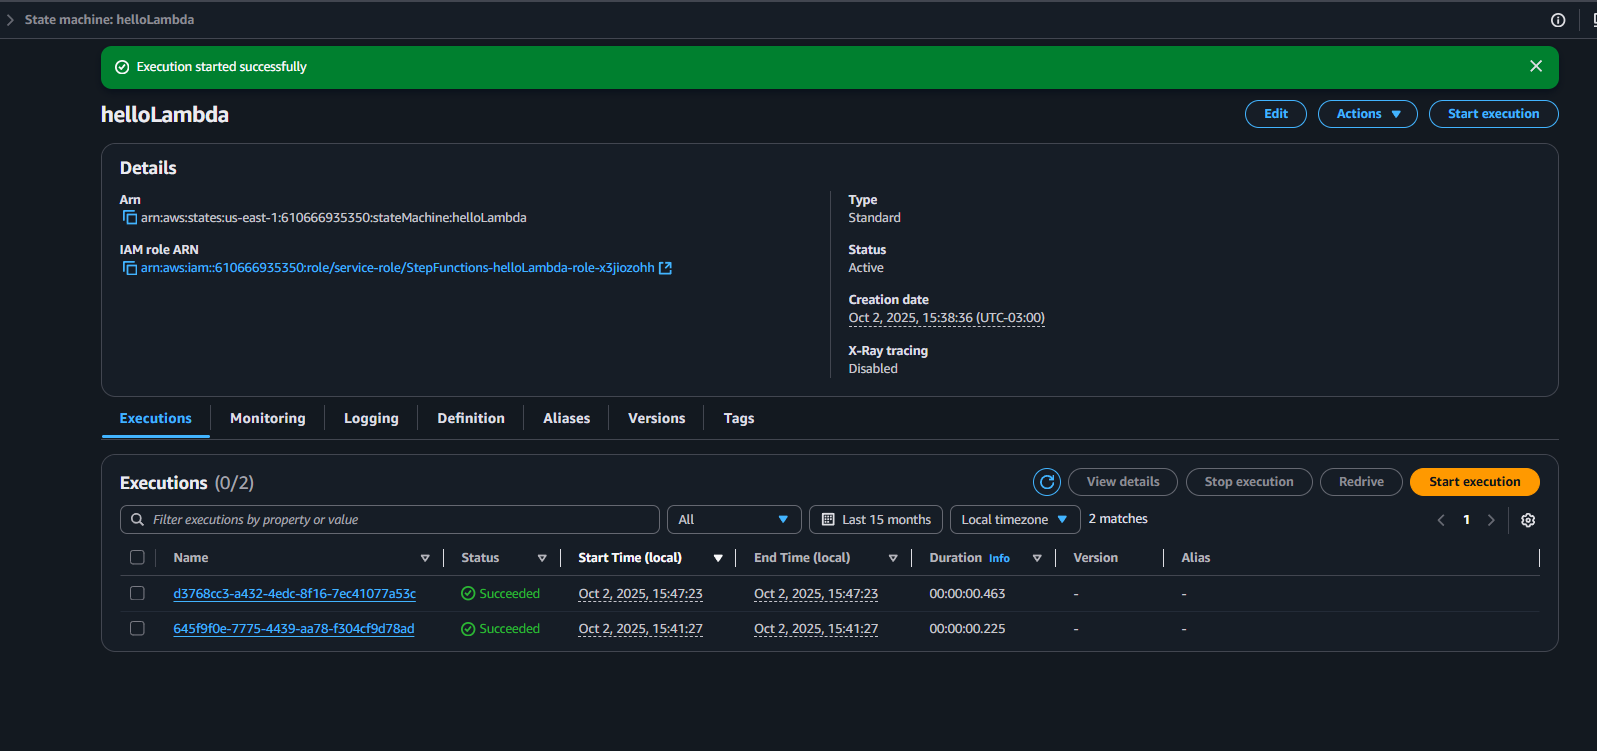 State machine: helloLambda
Execution started successfully
helloLambda
Edit Actions Start execution
Details
Arn
arn:aws:states:us-east-1:610666935350:stateMachine:helloLambda
IAM role ARN
arn:aws:iam::610666935350:role/service-role/StepFunctions-helloLambda-role-x3jiozohh
Type
Standard
Status
Active
Creation date
Oct 2, 2025, 15:38:36 (UTC-03:00)
X-Ray tracing
Disabled
Executions Monitoring Logging Definition Aliases Versions Tags
Executions (0/2) View details Stop execution Redrive Start execution
Filter executions by property or value All Last 15 months Local timezone 2 matches 1
Name Status Start Time (local) End Time (local) Duration Info Version Alias
d3768cc3-a432-4edc-8f16-7ec41077a53c Succeeded Oct 2, 2025, 15:47:23 Oct 2, 2025, 15:47:23 00:00:00.463 - -
645f9f0e-7775-4439-aa78-f304cf9d78ad Succeeded Oct 2, 2025, 15:41:27 Oct 2, 2025, 15:41:27 00:00:00.225 - -